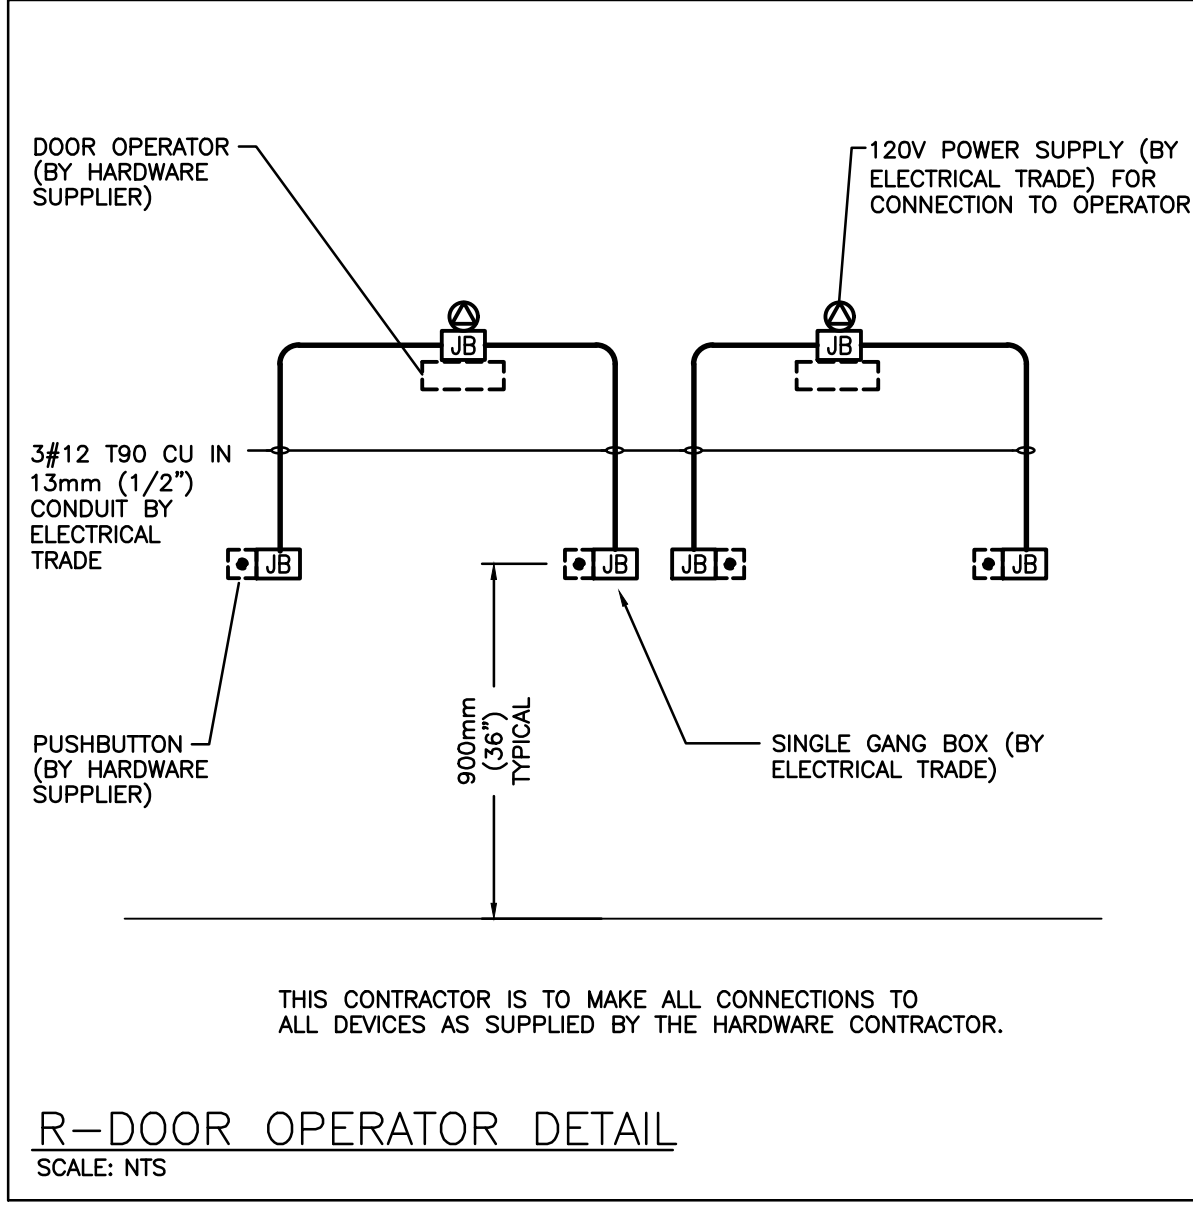 DOOR OPERATOR
(BY HARDWARE
SUPPLIER)
120V POWER SUPPLY (BY
ELECTRICAL TRADE) FOR
CONNECTION TO OPERATOR
JB
JB
3#12 T90 CU IN
13mm (1/2")
CONDUIT BY
ELECTRICAL
TRADE
JB
JB
JB
JB
900mm
(36")
TYPICAL
PUSHBUTTON
(BY HARDWARE
SUPPLIER)
SINGLE GANG BOX (BY
ELECTRICAL TRADE)
THIS CONTRACTOR IS TO MAKE ALL CONNECTIONS TO
ALL DEVICES AS SUPPLIED BY THE HARDWARE CONTRACTOR.
R-DOOR OPERATOR DETAIL
SCALE: NTS